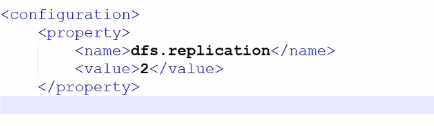 <configuration>
<property>
<name>dfs.replication</name>
<value>2</value>
</property>